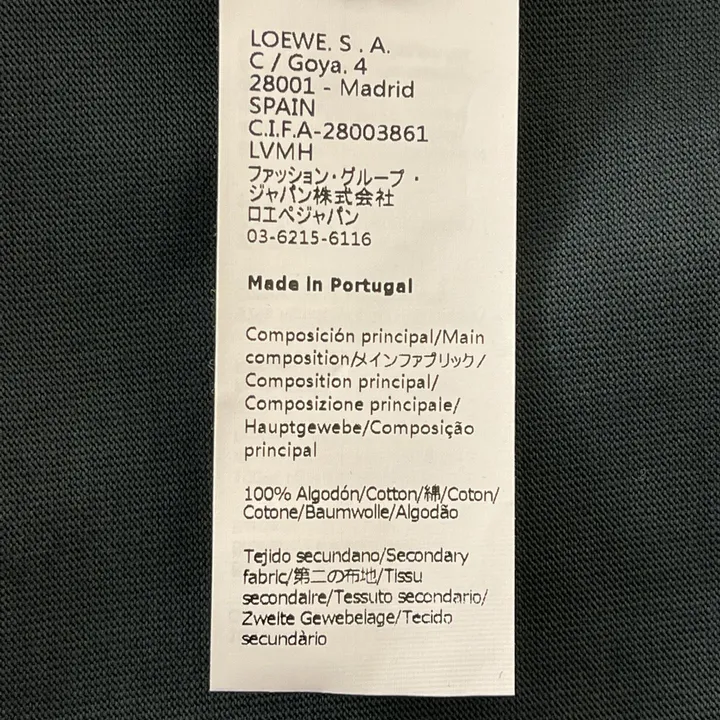 LOEWE. S . A.
C / Goya. 4
28001 - Madrid
SPAIN
C.I.F.A-28003861
LVMH
ファッション・グループ・
ジャパン株式会社
ロエベジャパン
03-6215-6116
Made In Portugal
Composición principal/Main
composition/メインファブリック/
Composition principal/
Composizione principale/
Hauptgewebe/Composição
principal
100% Algodón/Cotton/綿/Coton/
Cotone/Baumwolle/Algodão
Tejido secundano/Secondary
fabric/第二の布地/Tissu
secondaIre/Tessuto secondario/
Zweite Gewebelage/Tecido
secundàrio